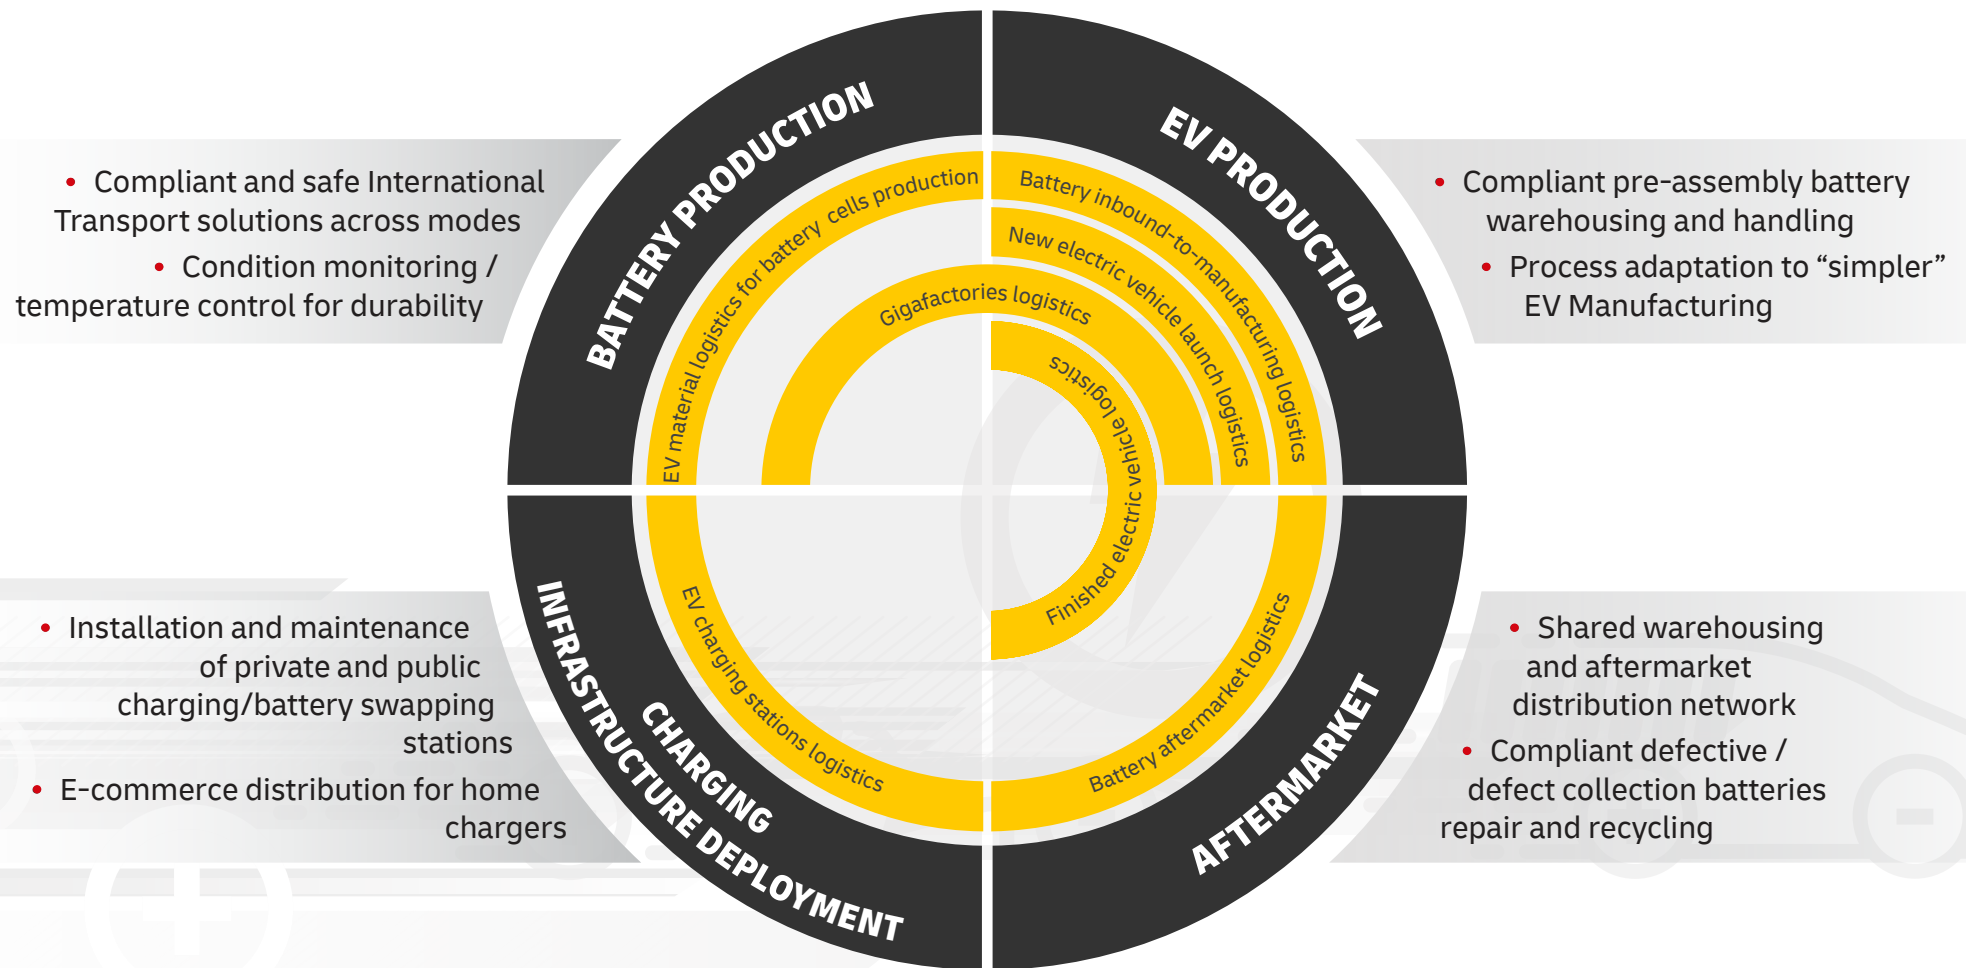 BATTERY PRODUCTION
• Compliant and safe International
Transport solutions across modes
• Condition monitoring /
temperature control for durability
EV PRODUCTION
• Compliant pre-assembly battery
warehousing and handling
• Process adaptation to “simpler”
EV Manufacturing
EV material logistics for battery cells production
Battery inbound-to-manufacturing logistics
New electric vehicle launch logistics
Gigafactories logistics
Finished electric vehicle logistics
EV charging stations logistics
Battery aftermarket logistics
CHARGING
INFRASTRUCTURE DEPLOYMENT
• Installation and maintenance
of private and public
charging/battery swapping
stations
• E-commerce distribution for home
chargers
AFTERMARKET
• Shared warehousing
and aftermarket
distribution network
• Compliant defective /
defect collection batteries
repair and recycling